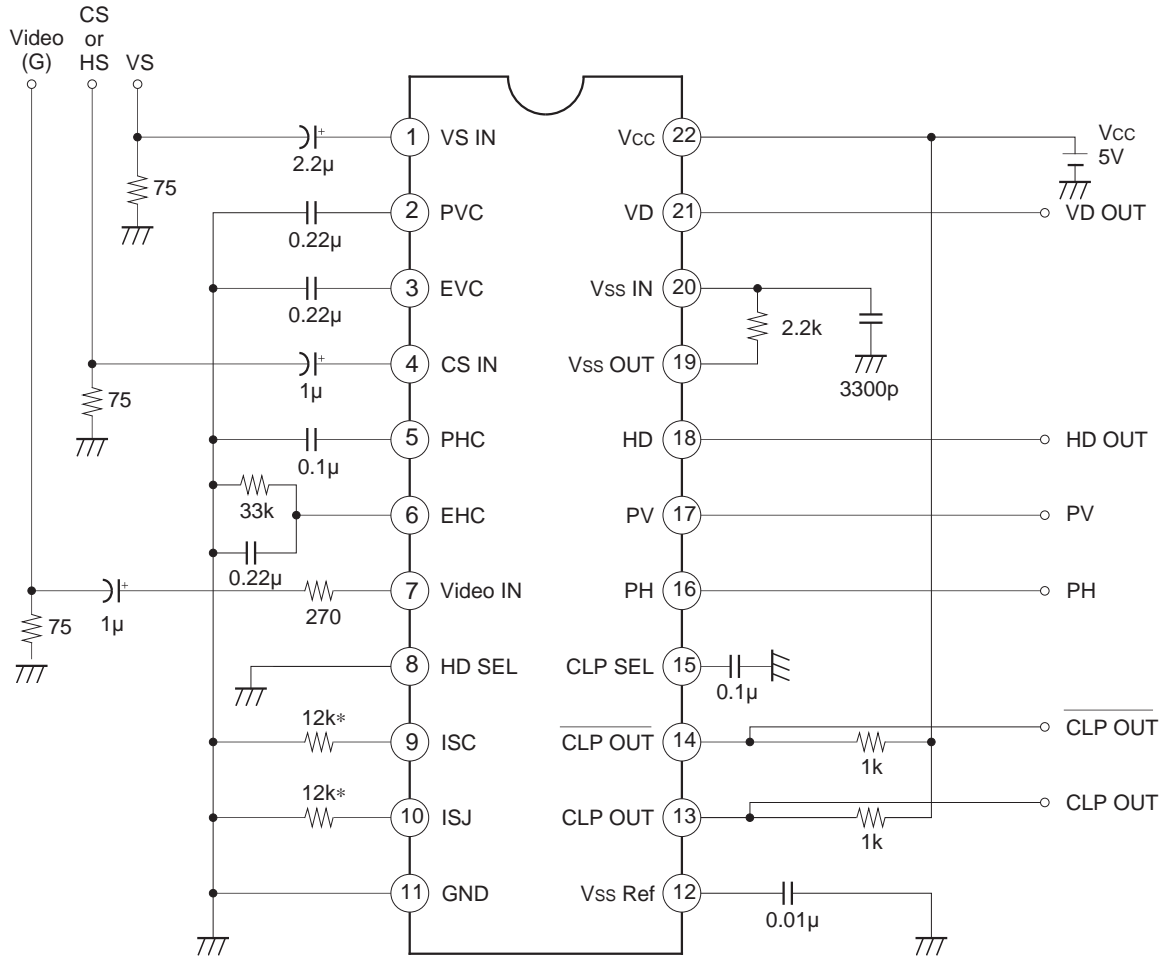 CS
or
HS
Video
(G)
VS
1 VS IN
2.2µ
75
2 PVC
0.22µ
3 EVC
0.22µ
4 CS IN
1µ
75
5 PHC
0.1µ
33k
6 EHC
0.22µ
7 Video IN
270
1µ
75
8 HD SEL
12k*
9 ISC
12k*
10 ISJ
11 GND
Vcc 22
Vcc
5V
VD 21
VD OUT
Vss IN 20
2.2k
Vss OUT 19
3300p
HD 18
HD OUT
PV 17
PV
PH 16
PH
CLP SEL 15
0.1µ
CLP OUT 14
CLP OUT
1k
CLP OUT 13
CLP OUT
1k
Vss Ref 12
0.01µ